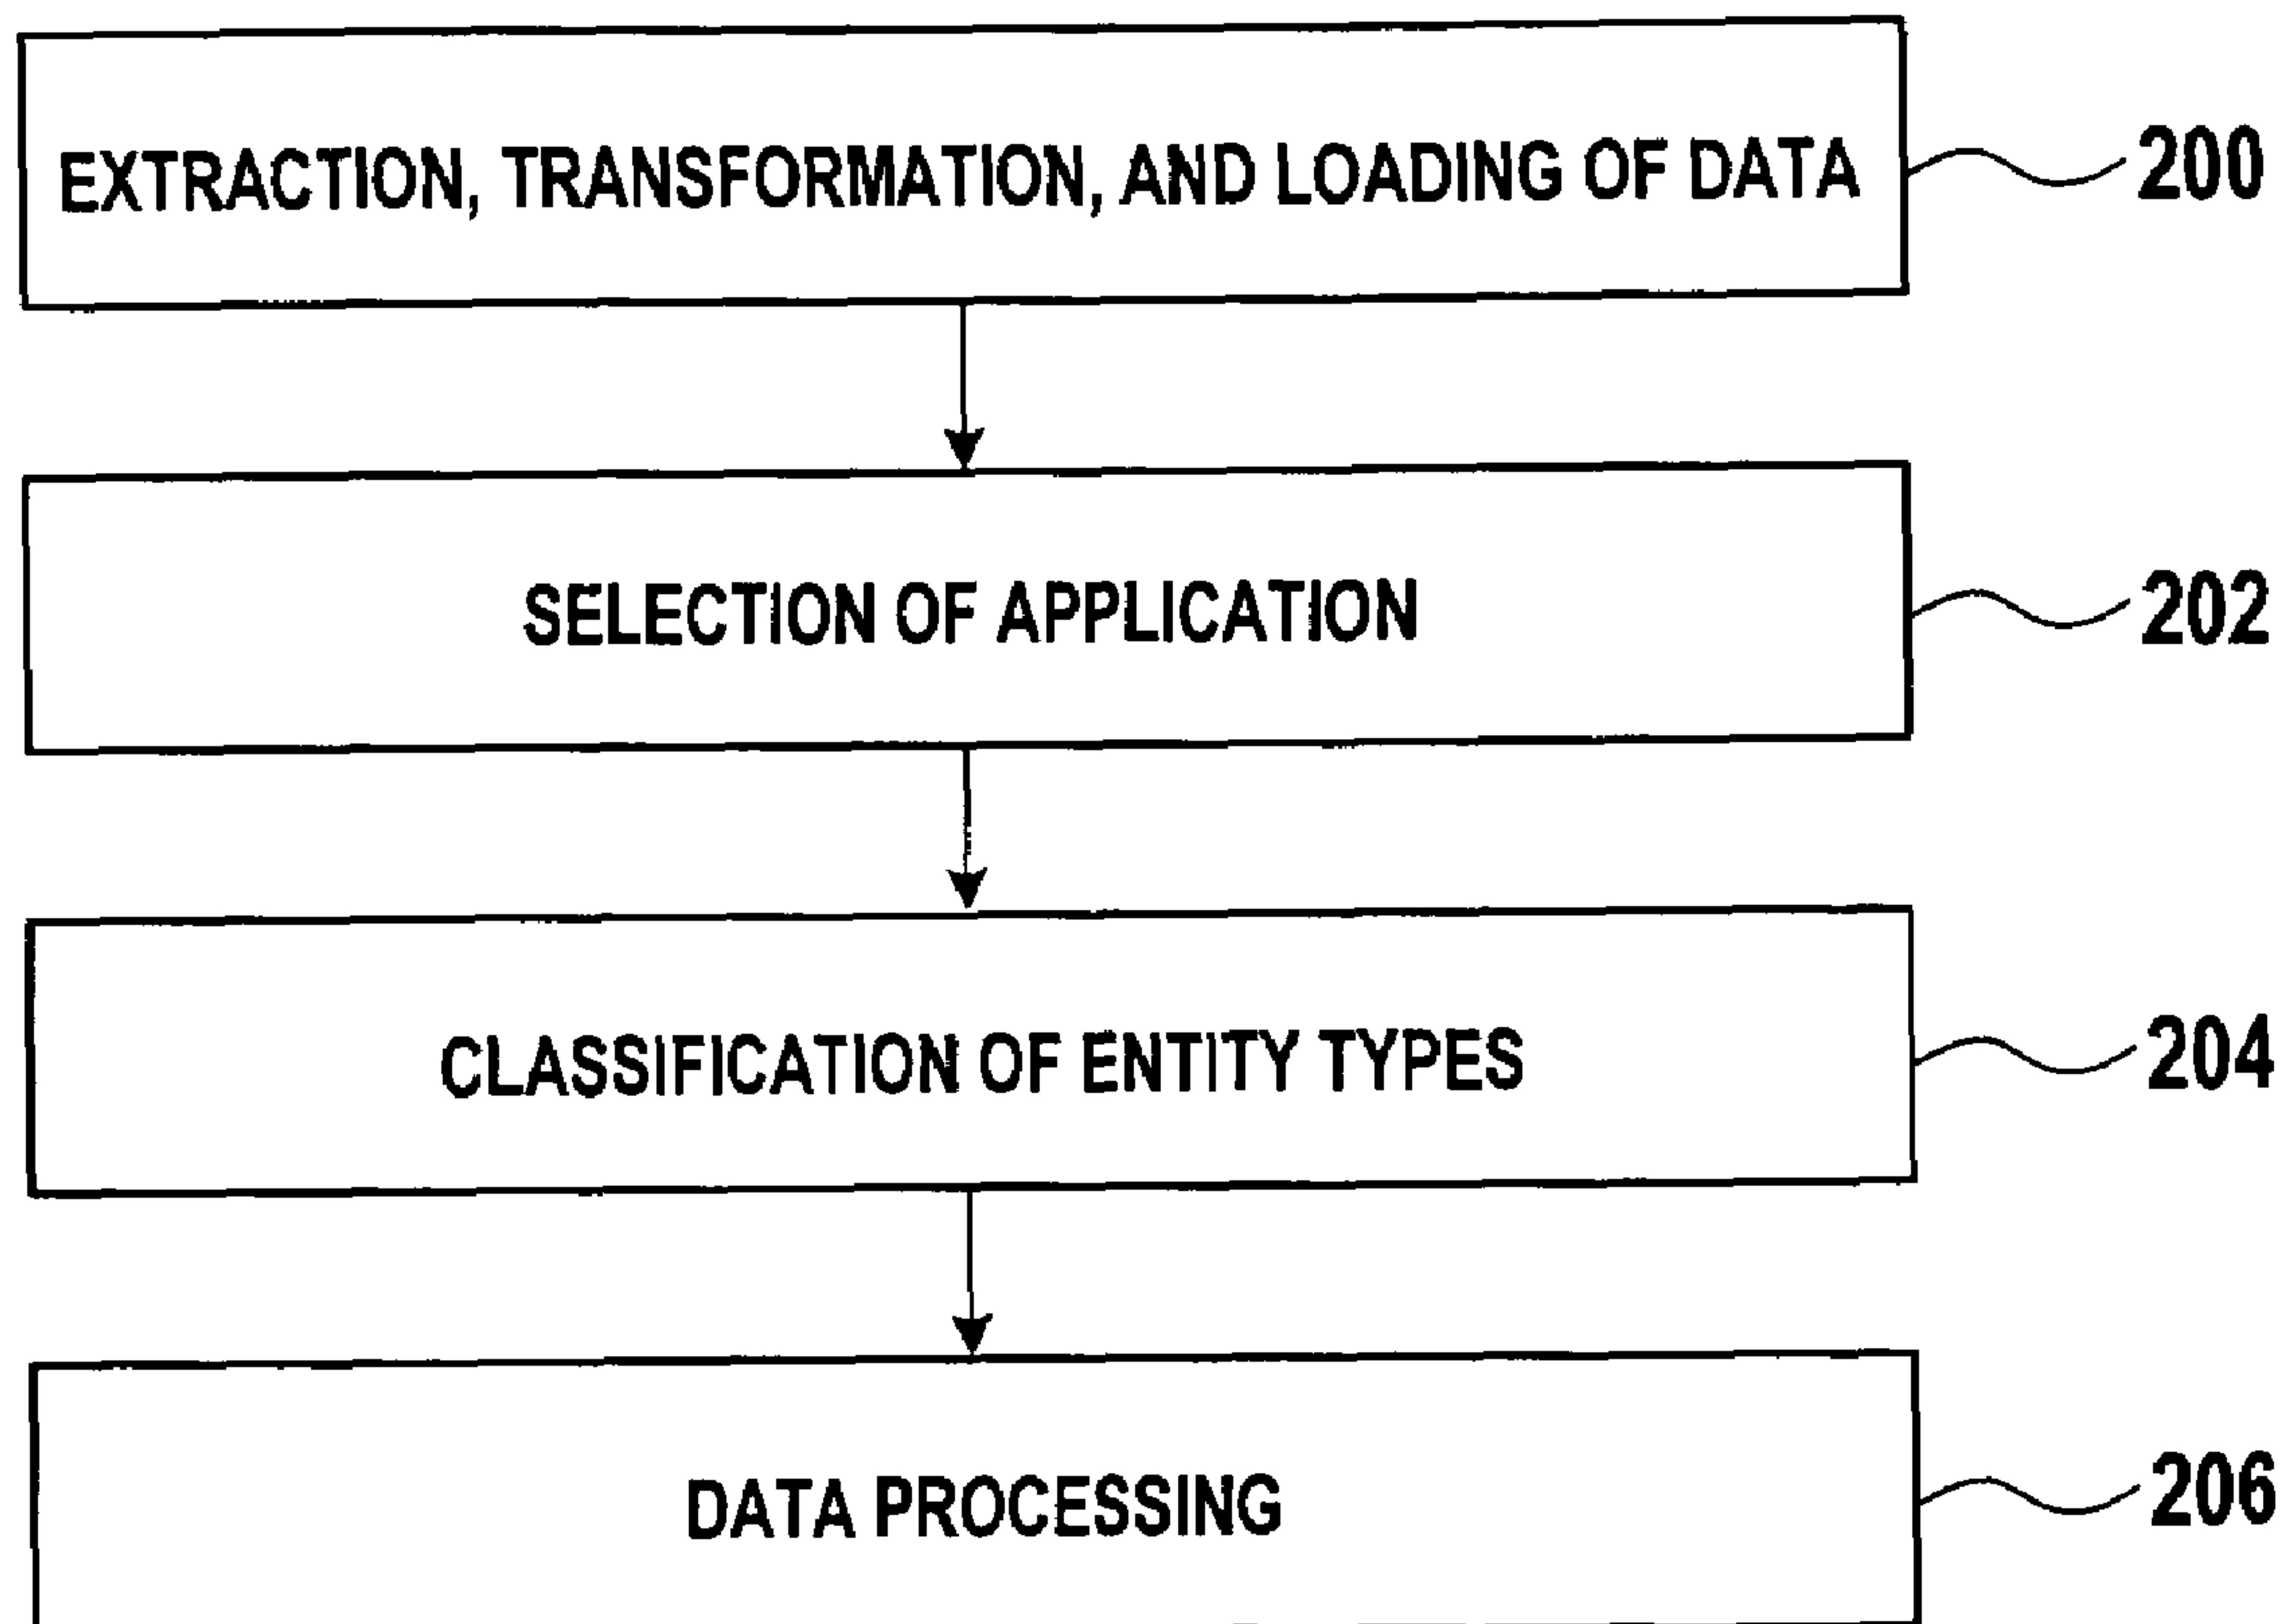 EXTRACTION, TRANSFORMATION, AND LOADING OF DATA
200
SELECTION OF APPLICATION
202
CLASSIFICATION OF ENTITY TYPES
204
DATA PROCESSING
206